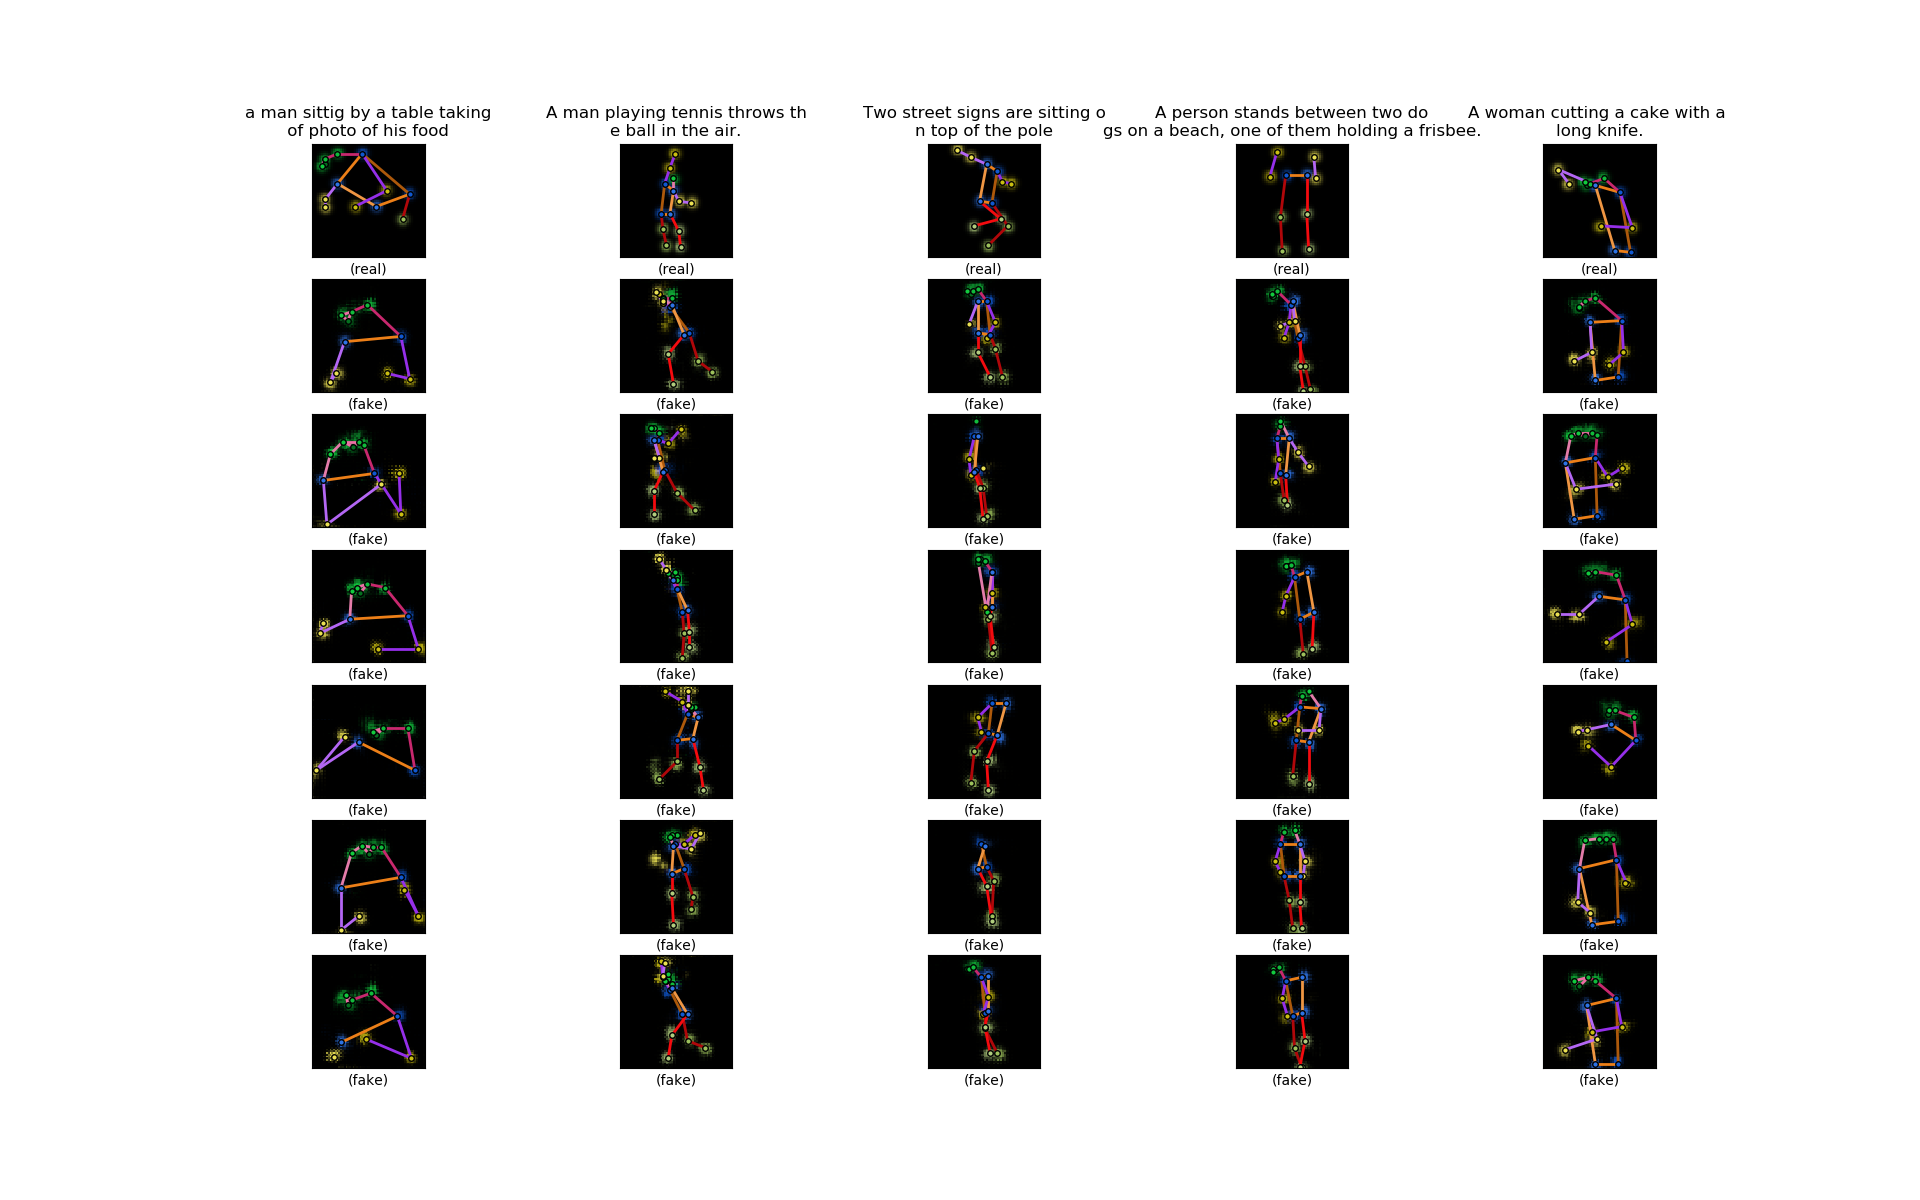 a man sittig by a table taking
of photo of his food
A man playing tennis throws th
e ball in the air.
Two street signs are sitting o
n top of the pole
A person stands between two do
gs on a beach, one of them holding a frisbee.
A woman cutting a cake with a
long knife.
(real) (real) (real) (real) (real)
(fake) (fake) (fake) (fake) (fake)
(fake) (fake) (fake) (fake) (fake)
(fake) (fake) (fake) (fake) (fake)
(fake) (fake) (fake) (fake) (fake)
(fake) (fake) (fake) (fake) (fake)
(fake) (fake) (fake) (fake) (fake)